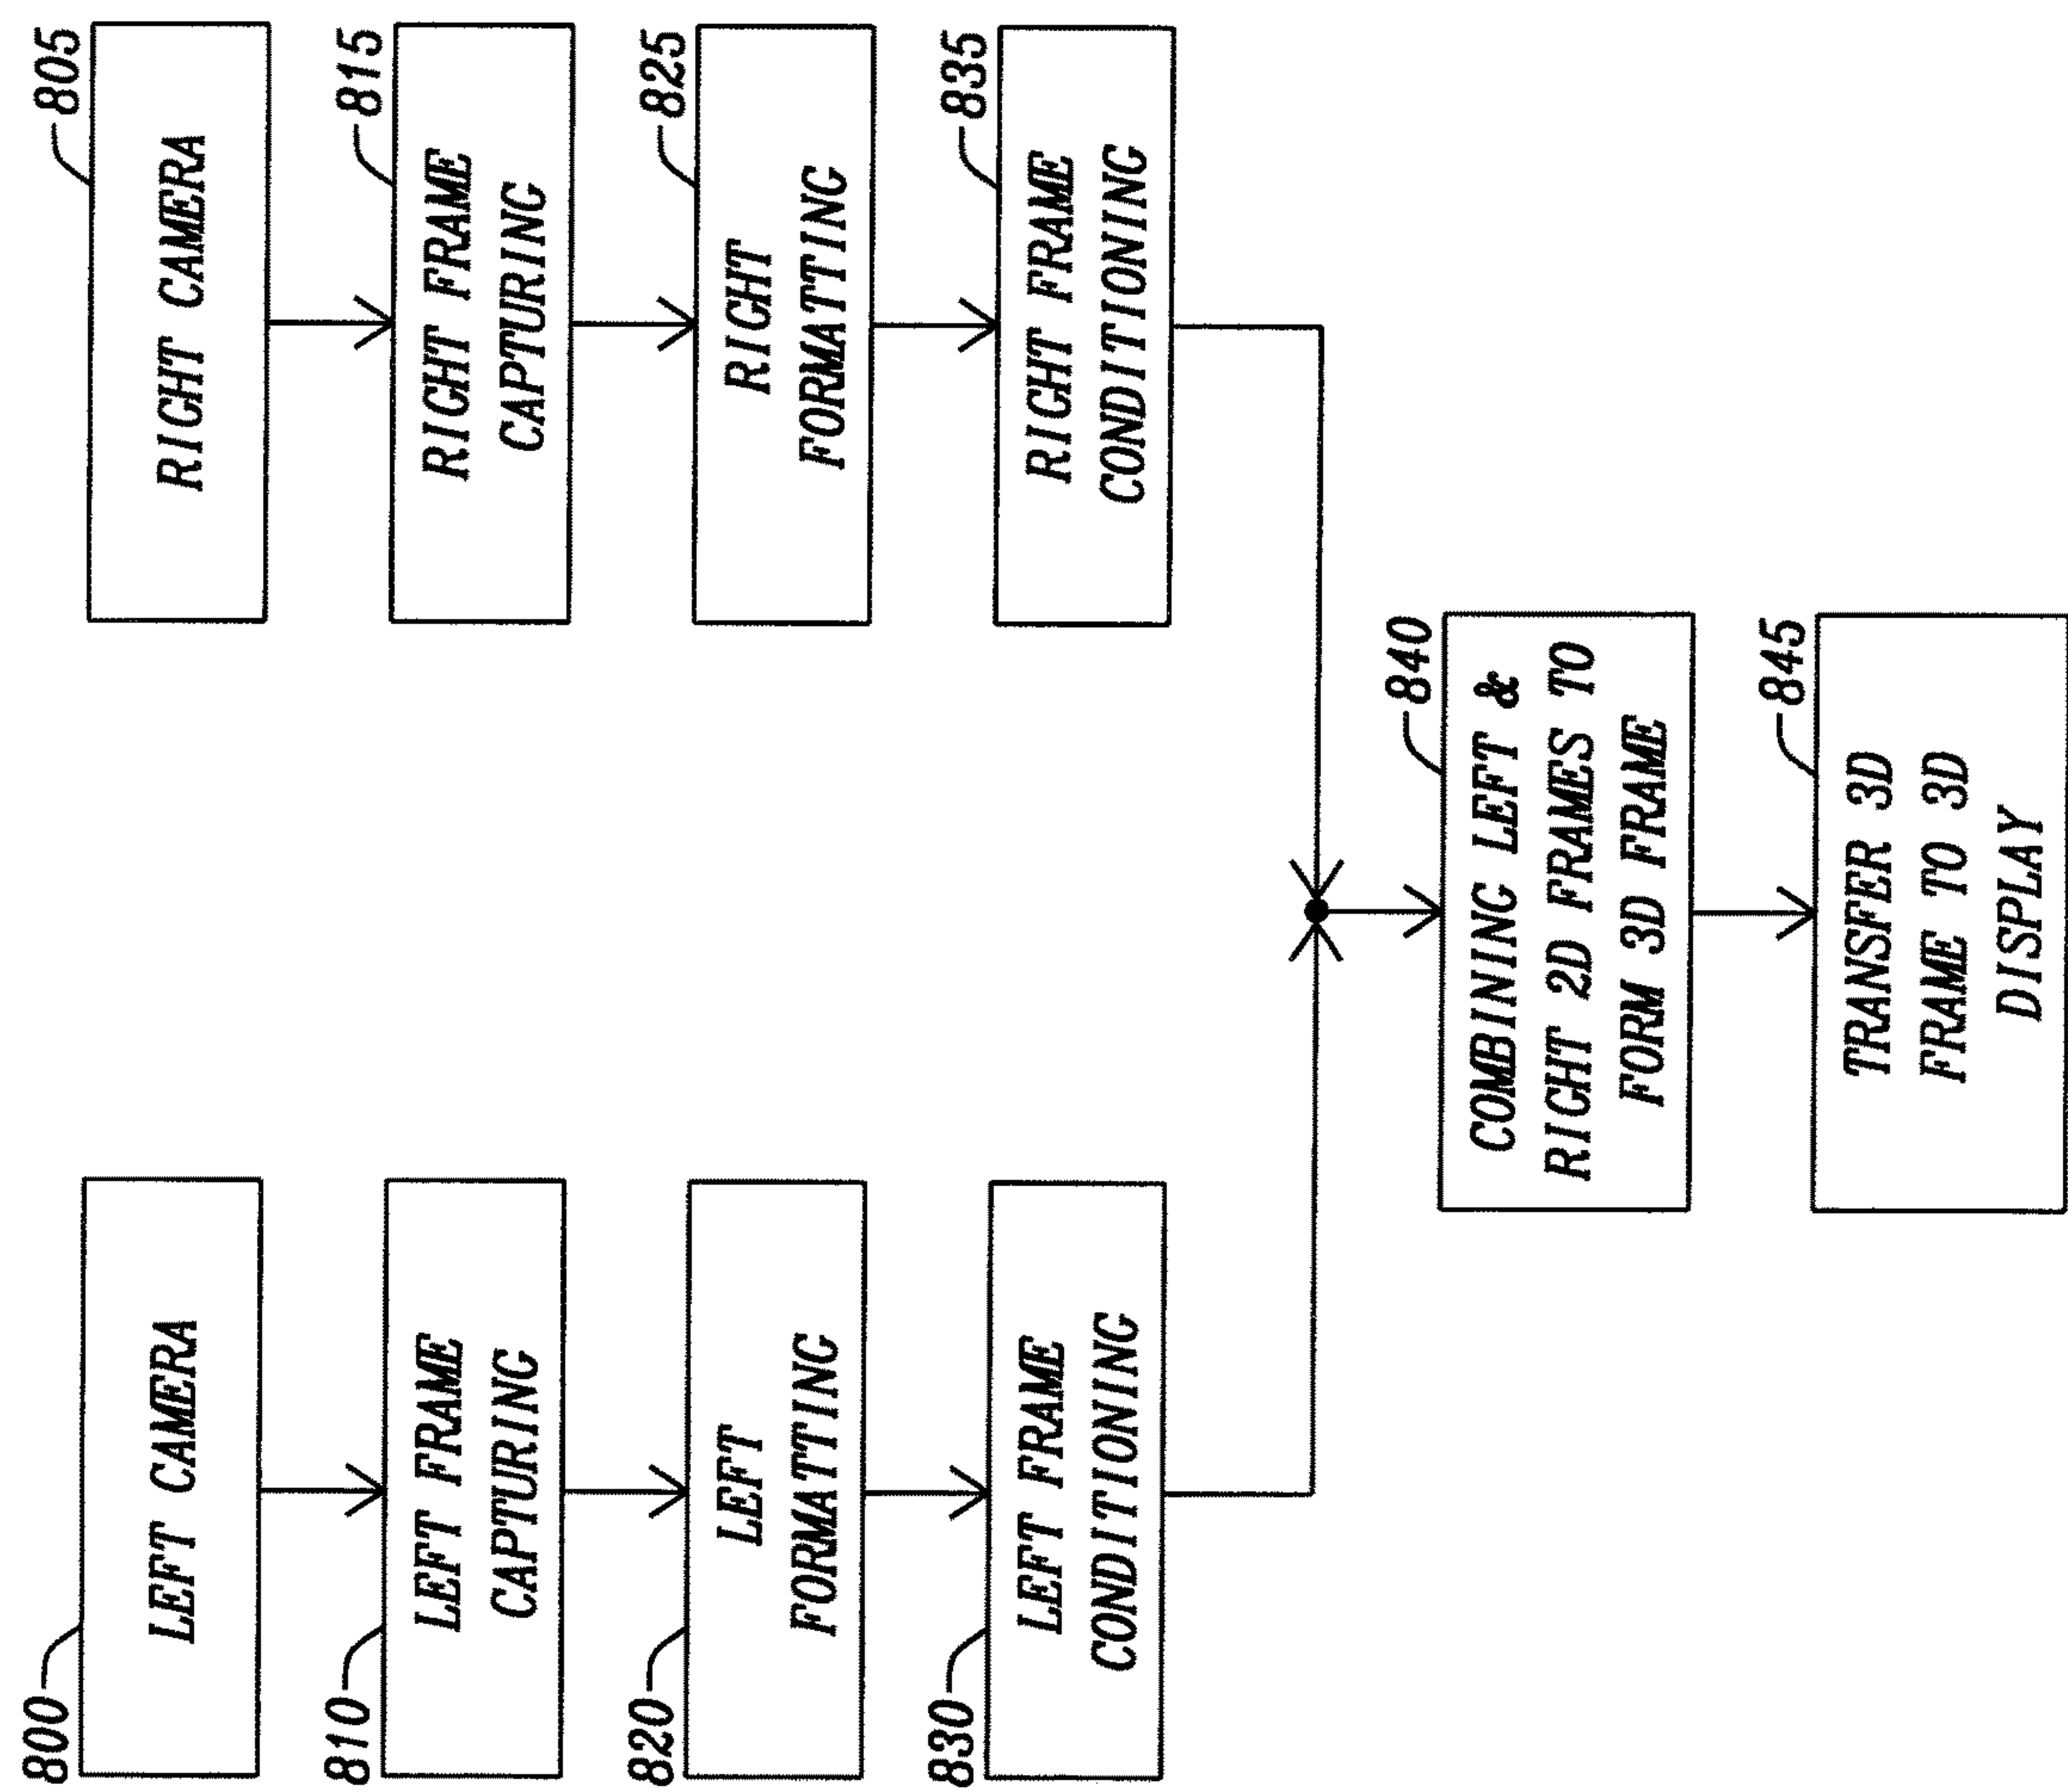 800
LEFT CAMERA
805
RIGHT CAMERA
810
LEFT FRAME
CAPTURING
815
RIGHT FRAME
CAPTURING
820
LEFT
FORMATTING
825
RIGHT
FORMATTING
830
LEFT FRAME
CONDITIONING
835
RIGHT FRAME
CONDITIONING
840
COMBINING LEFT &
RIGHT 2D FRAMES TO
FORM 3D FRAME
845
TRANSFER 3D
FRAME TO 3D
DISPLAY